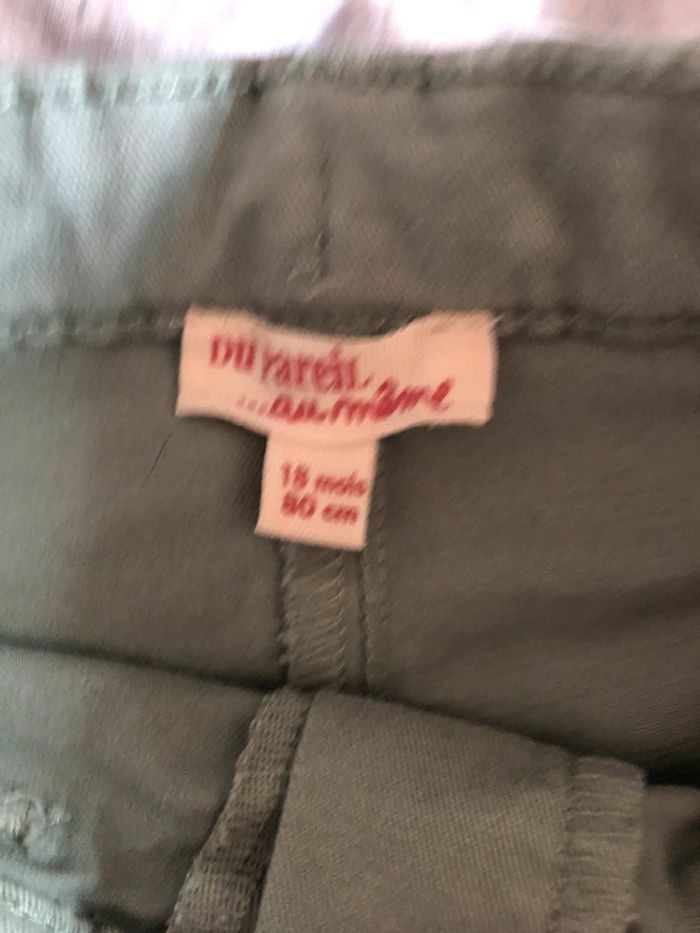 DU Pareil
...au même
18 mois
80 cm